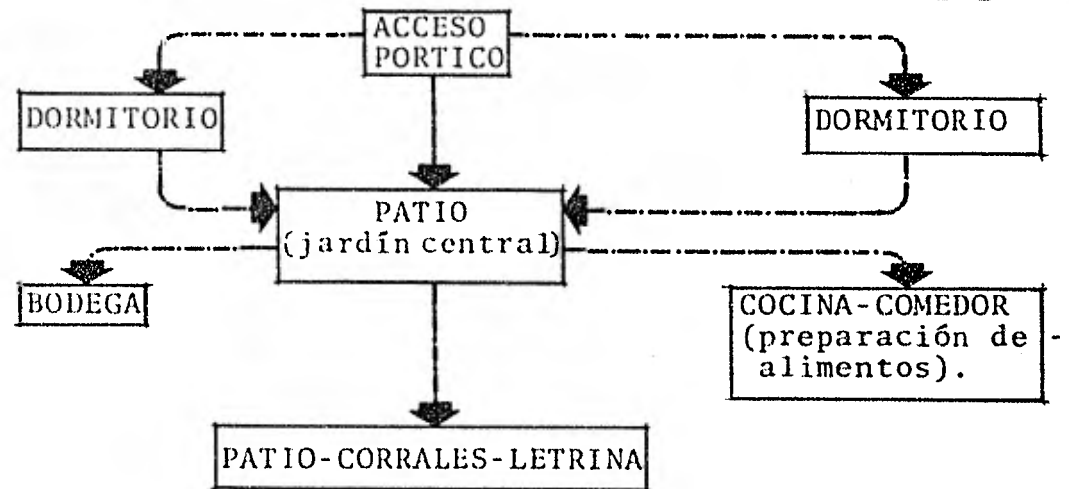 ACCESO
PORTICO
DORMITORIO
DORMITORIO
PATIO
(jardín central)
BODEGA
COCINA-COMEDOR
(preparación de -
alimentos).
PATIO-CORRALES-LETRINA